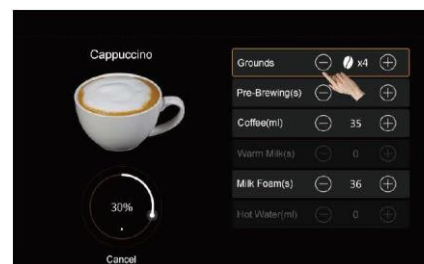 Cappuccino
30%
Cancel
Grounds x4
Pre-Brewing(s)
Coffee(ml) 35
Warm Milk(s) 0
Milk Foam(s) 36
Hot Water(ml) 0